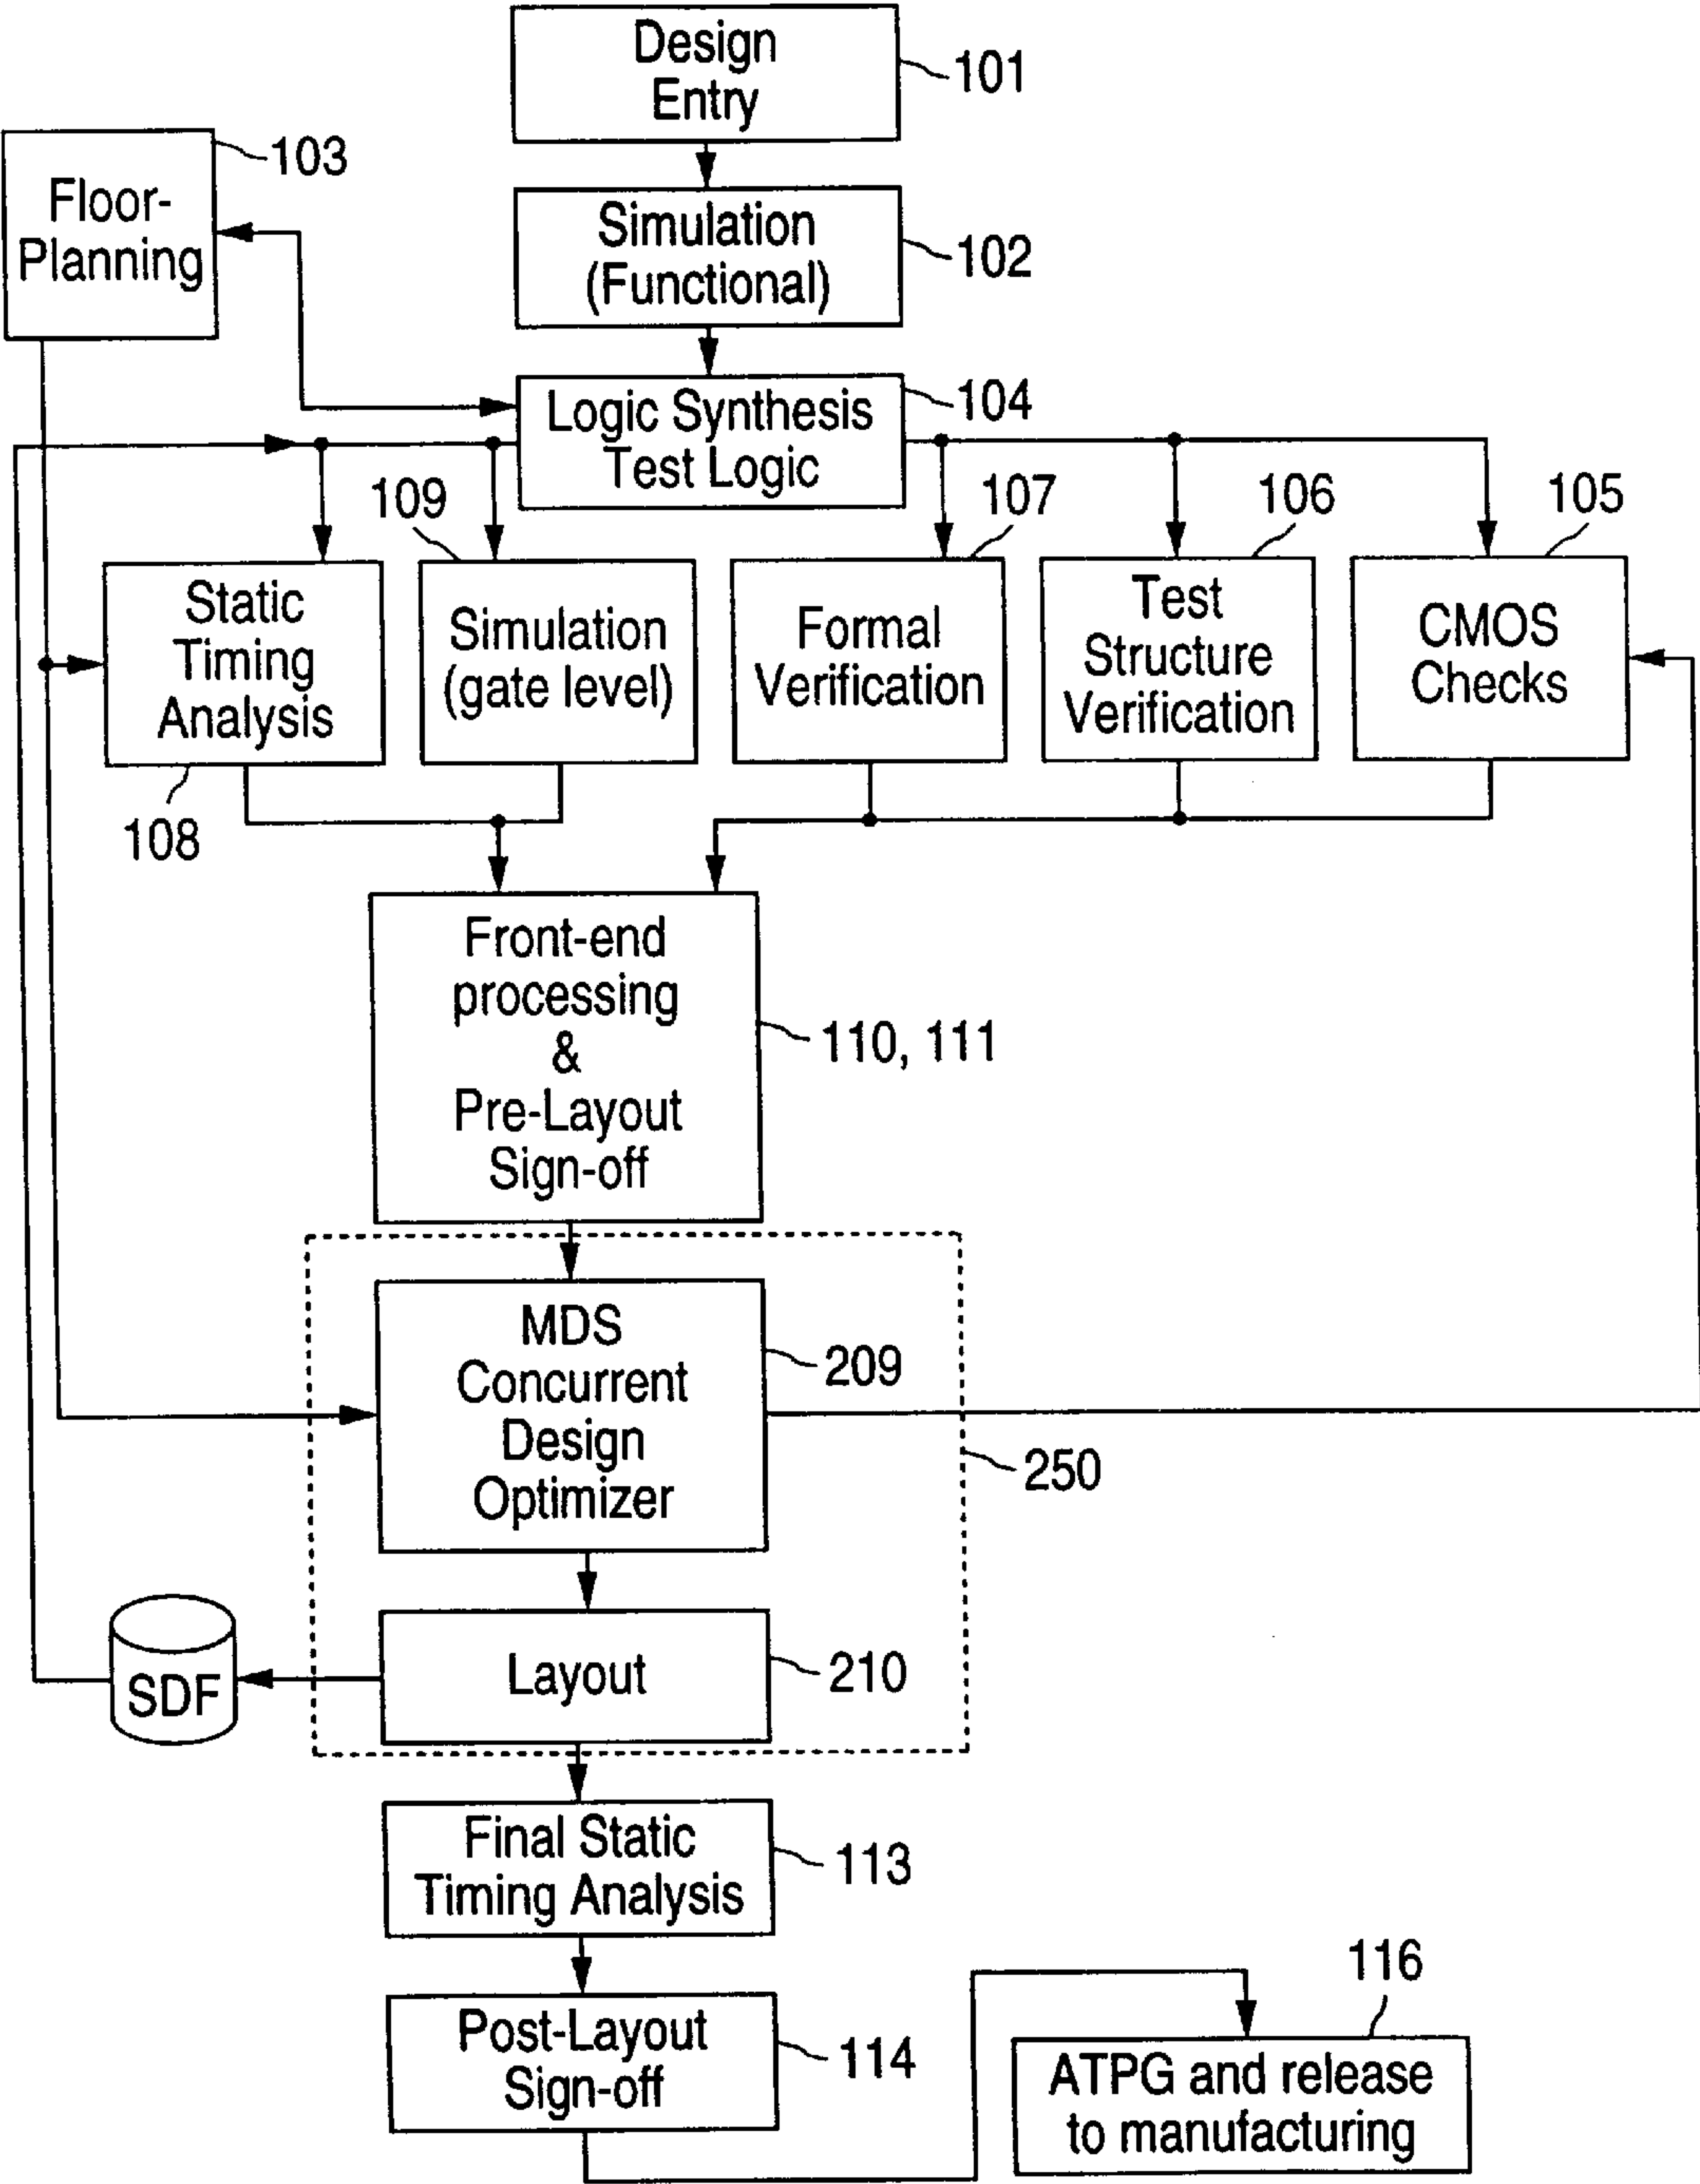 Design
Entry
101
103
Floor-
Planning
Simulation
(Functional)
102
Logic Synthesis
Test Logic
104
109
107
106
105
Static
Timing
Analysis
Simulation
(gate level)
Formal
Verification
Test
Structure
Verification
CMOS
Checks
108
Front-end
processing
&
Pre-Layout
Sign-off
110, 111
MDS
Concurrent
Design
Optimizer
209
250
SDF
Layout
210
Final Static
Timing Analysis
113
Post-Layout
Sign-off
114
116
ATPG and release
to manufacturing